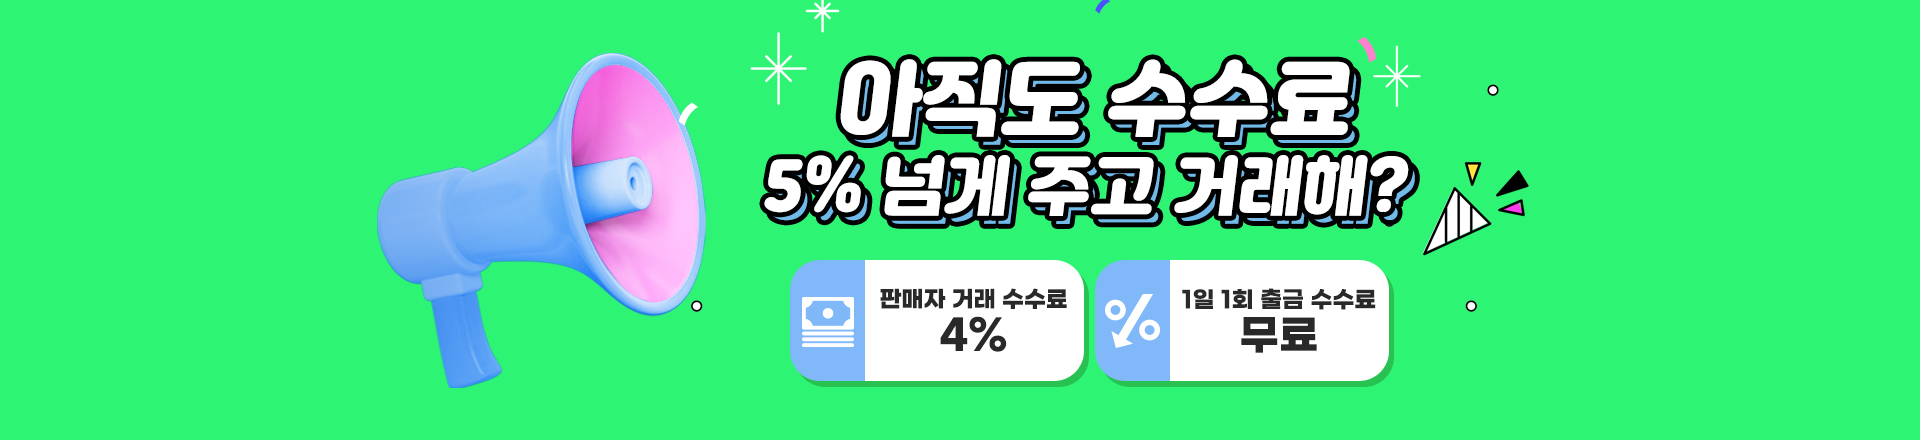 아직도 수수료
5% 넘게 주고 거래해?
판매자 거래 수수료
4%
1일 1회 출금 수수료
무료